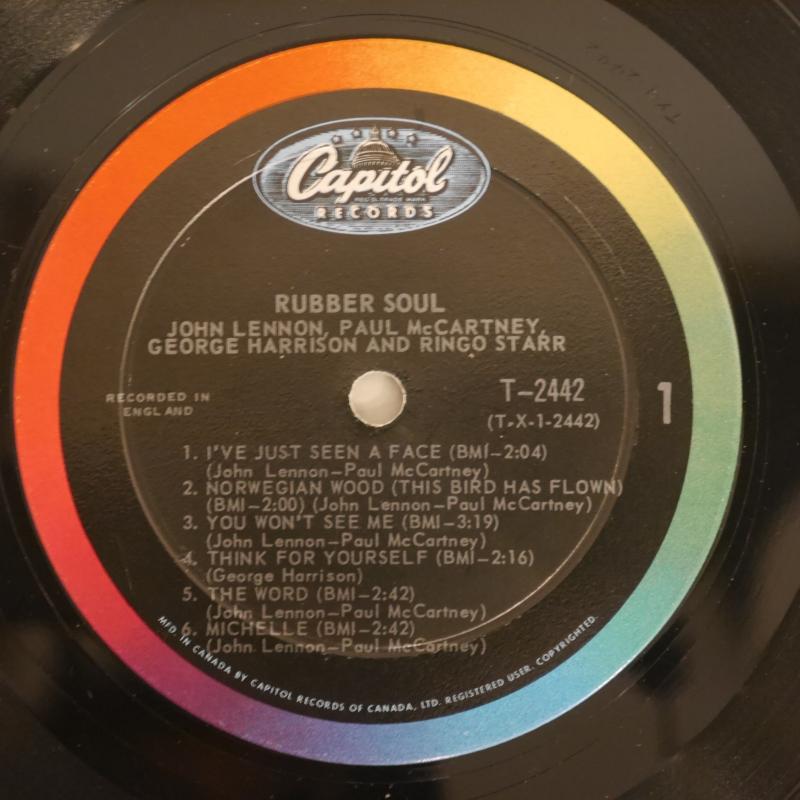 Capitol
REG'D. TRADE MARK
RECORDS
RUBBER SOUL
JOHN LENNON, PAUL McCARTNEY,
GEORGE HARRISON AND RINGO STARR
RECORDED IN
ENGLAND
T-2442
(T-X-1-2442)
1
1. I'VE JUST SEEN A FACE (BMI-2:04)
(John Lennon-Paul McCartney)
2. NORWEGIAN WOOD (THIS BIRD HAS FLOWN)
(BMI-2:00) (John Lennon-Paul McCartney)
3. YOU WON'T SEE ME (BMI-3:19)
(John Lennon-Paul McCartney)
4. THINK FOR YOURSELF (BMI-2:16)
(George Harrison)
5. THE WORD (BMI-2:42)
(John Lennon-Paul McCartney)
6. MICHELLE (BMI-2:42)
(John Lennon-Paul McCartney)
MFD. IN CANADA BY CAPITOL RECORDS OF CANADA, LTD. REGISTERED USER. COPYRIGHTED.